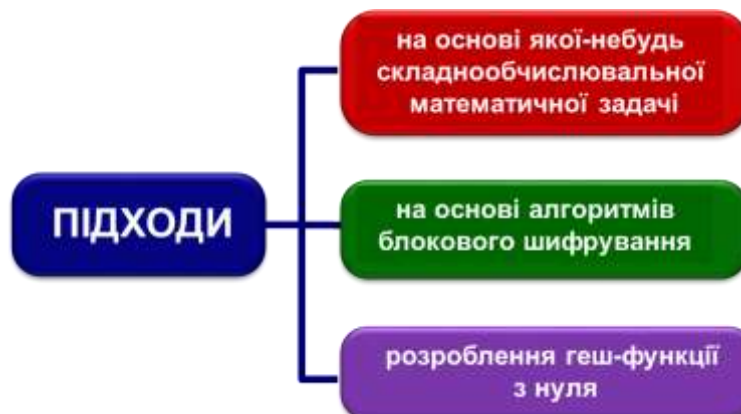 ПІДХОДИ
на основі якої-небудь
складнообчислювальної
математичної задачі
на основі алгоритмів
блокового шифрування
розроблення геш-функції
з нуля